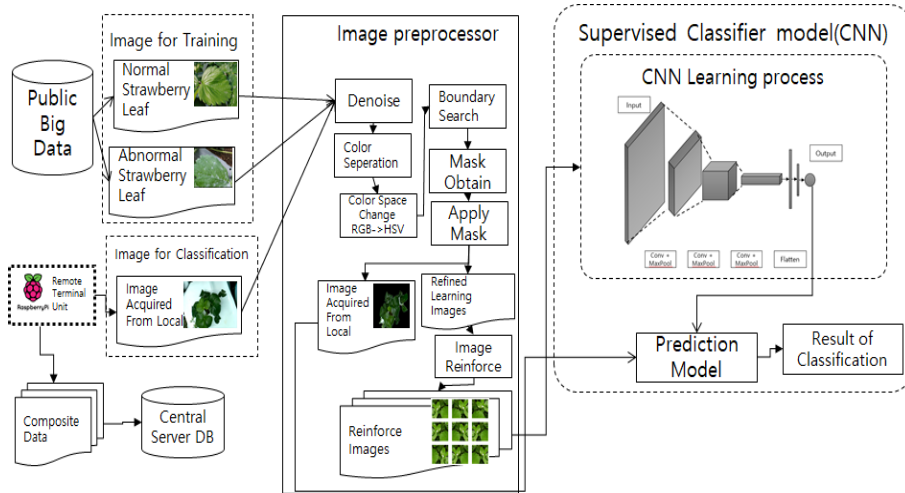 Image for Training
Public
Big
Data
Normal
Strawberry
Leaf
Abnormal
Strawberry
Leaf
Image for Classification
RaspberryPi
Remote
Terminal
Unit
Image
Acquired
From Local
Composite
Data
Central
Server DB
Image preprocessor
Denoise
Color
Seperation
Color Space
Change
RGB->HSV
Boundary
Search
Mask
Obtain
Apply
Mask
Image
Acquired
From Local
Refined
Learning
Images
Image
Reinforce
Reinforce
Images
Supervised Classifier model(CNN)
CNN Learning process
Input
Output
Conv +
MaxPool
Conv +
MaxPool
Conv +
MaxPool
Flatten
Prediction
Model
Result of
Classification